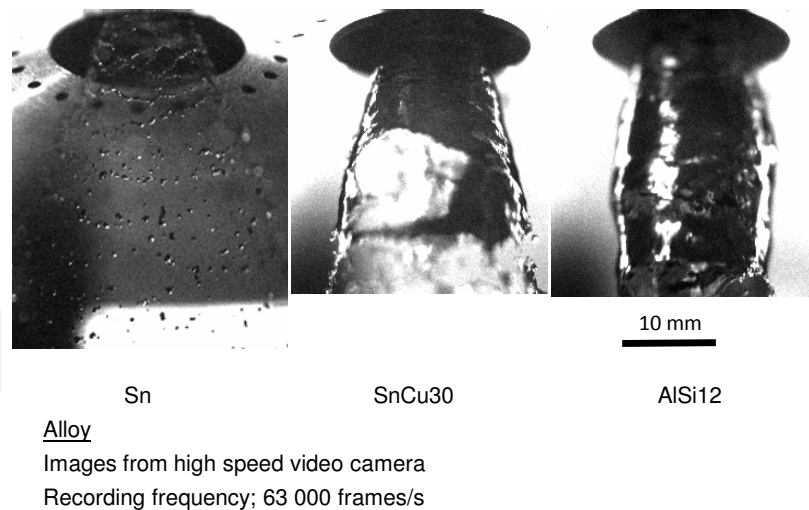 10 mm
Sn SnCu30 AlSi12
Alloy
Images from high speed video camera
Recording frequency; 63 000 frames/s